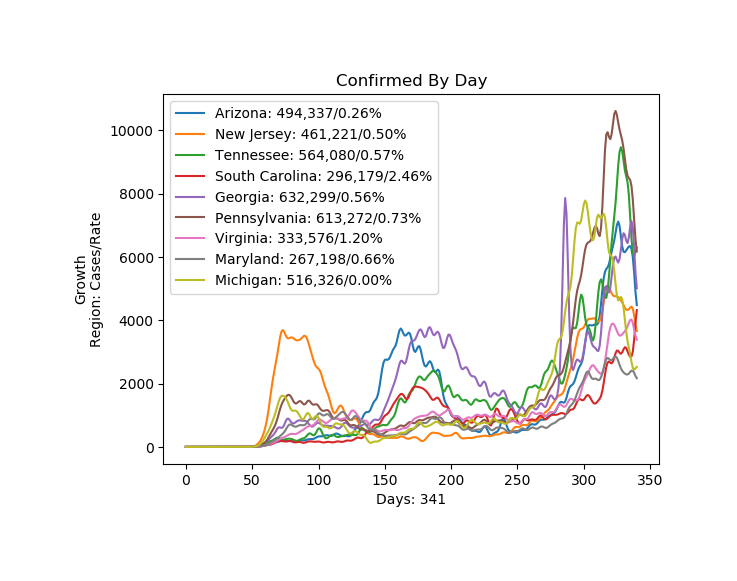 Confirmed By Day
Arizona: 494,337/0.26%
New Jersey: 461,221/0.50%
Tennessee: 564,080/0.57%
South Carolina: 296,179/2.46%
Georgia: 632,299/0.56%
Pennsylvania: 613,272/0.73%
Virginia: 333,576/1.20%
Maryland: 267,198/0.66%
Michigan: 516,326/0.00%
Growth
Region: Cases/Rate
10000
8000
6000
4000
2000
0
0 50 100 150 200 250 300 350
Days: 341